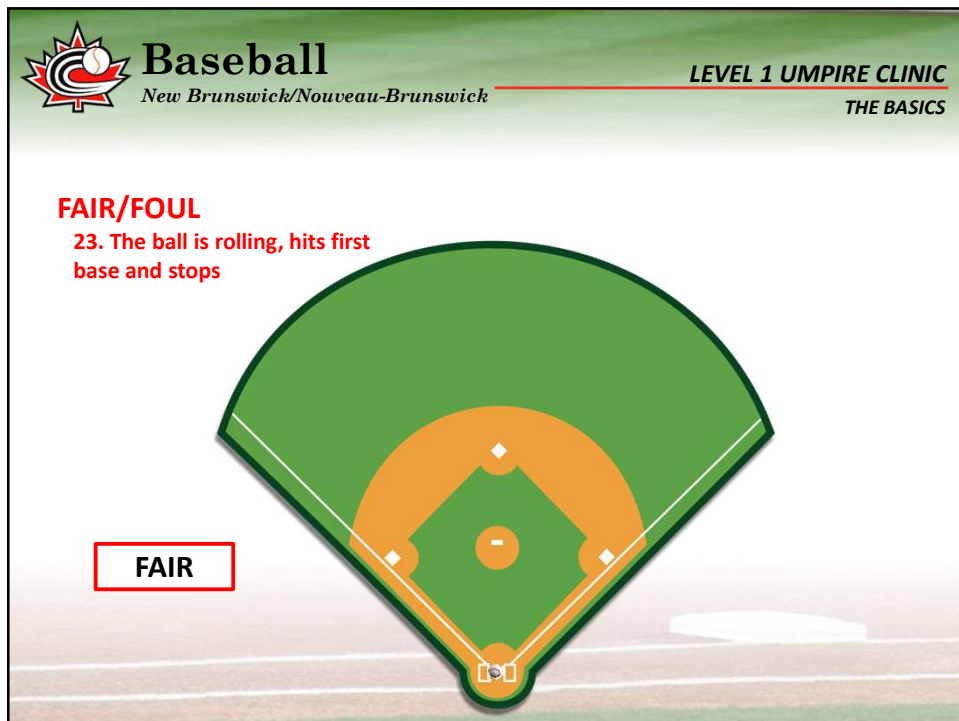 Baseball
New Brunswick/Nouveau-Brunswick
LEVEL 1 UMPIRE CLINIC
THE BASICS
FAIR/FOUL
23. The ball is rolling, hits first
base and stops
FAIR